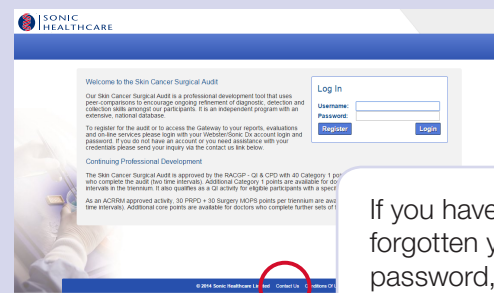 SONIC
HEALTHCARE
Welcome to the Skin Cancer Surgical Audit
Our Skin Cancer Surgical Audit is a professional development tool that uses
peer-comparisons to encourage ongoing refinement of diagnostic, detection and
collection skills amongst our participants. It is an independent program with an
extensive, national database.
To register for the audit or to access the Gateway to your reports, evaluations
and on-line services please login with your Webster/Sonic Dx account login and
password. If you do not have an account or you need assistance with your
credentials please send your inquiry via the contact us link below.
Continuing Professional Development
The Skin Cancer Surgical Audit is approved by the RACGP - QI & CPD with 40 Category 1
who complete the audit (two time intervals). Additional Category 1 points are available for
intervals in the triennium. It also qualifies as a QI activity for eligible participants with a
As an ACRRM approved activity, 30 PRPD + 30 Surgery MOPS points per triennium are
time intervals). Additional core points are available for doctors who complete further sets of
Log In
Username:
Password:
Register
Login
© 2014 Sonic Healthcare Limited Contact Us Conditions Of
If you have
forgotten
password,